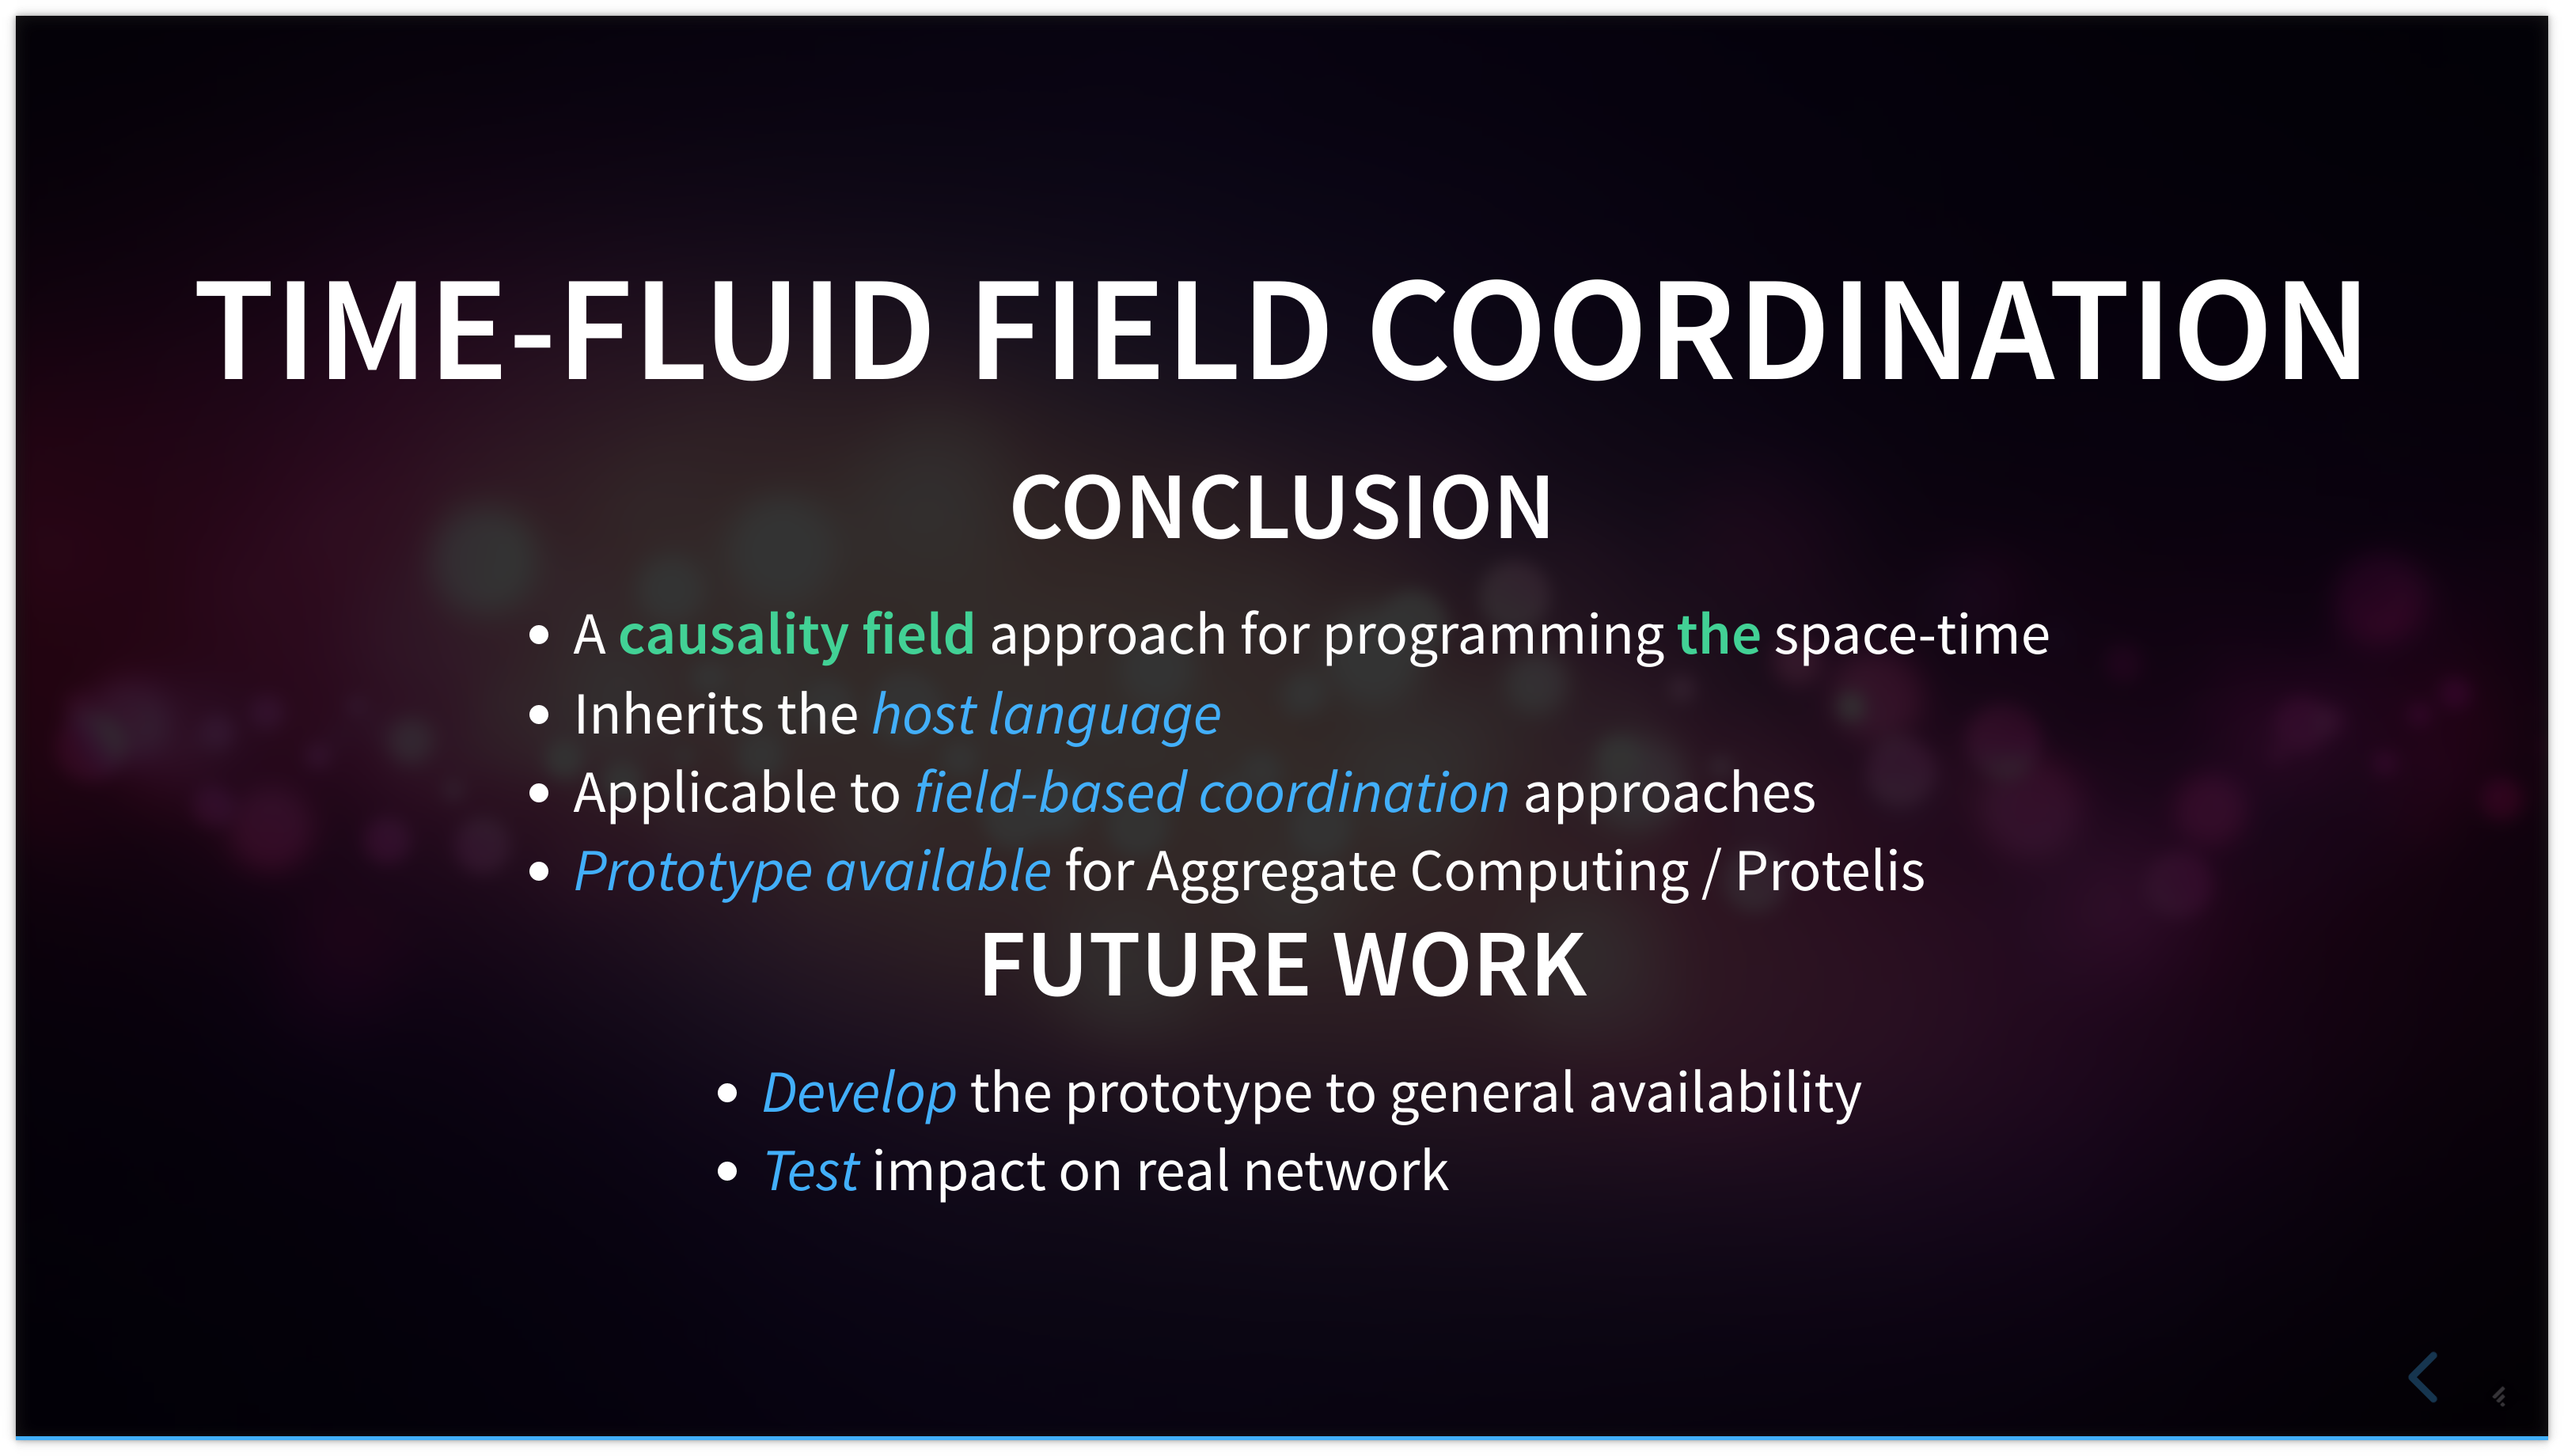 TIME-FLUID FIELD COORDINATION
CONCLUSION
• A causality field approach for programming the space-time
• Inherits the host language
• Applicable to field-based coordination approaches
• Prototype available for Aggregate Computing / Protelis
FUTURE WORK
• Develop the prototype to general availability
• Test impact on real network